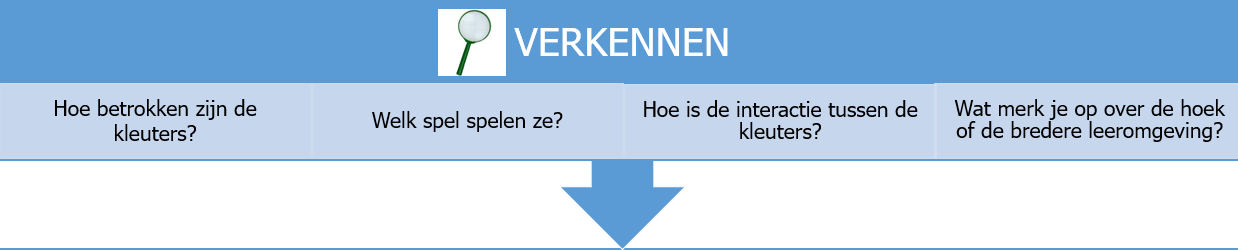 VERKENNEN
Hoe betrokken zijn de
kleuters?
Welk spel spelen ze?
Hoe is de interactie tussen de
kleuters?
Wat merk je op over de hoek
of de bredere leeromgeving?